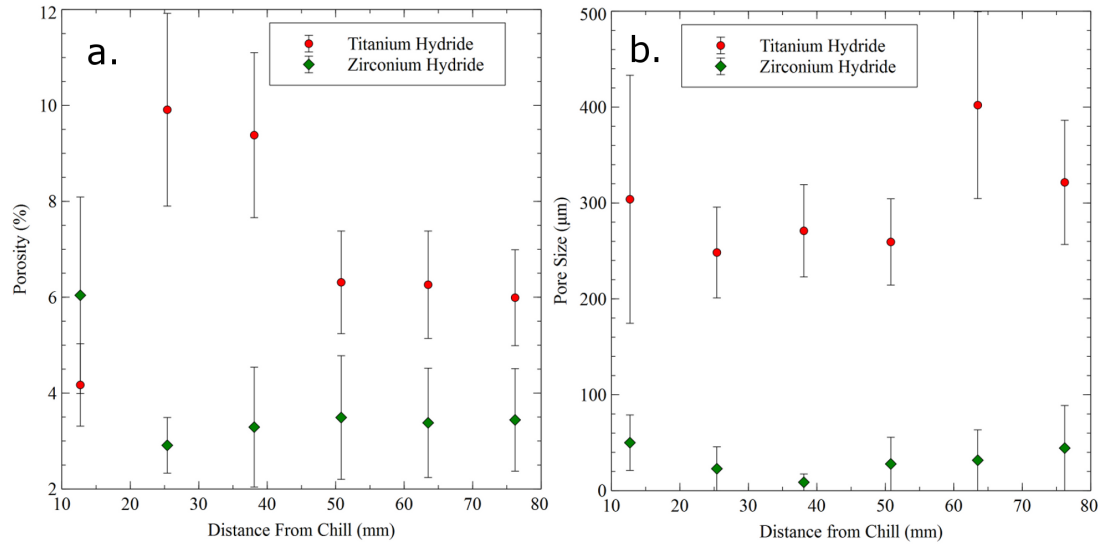 a.
Titanium Hydride
Zirconium Hydride
12
10
8
6
4
2
Porosity (%)
10 20 30 40 50 60 70 80
Distance From Chill (mm)
b.
Titanium Hydride
Zirconium Hydride
500
400
300
200
100
0
Pore Size (μm)
10 20 30 40 50 60 70 80
Distance from Chill (mm)